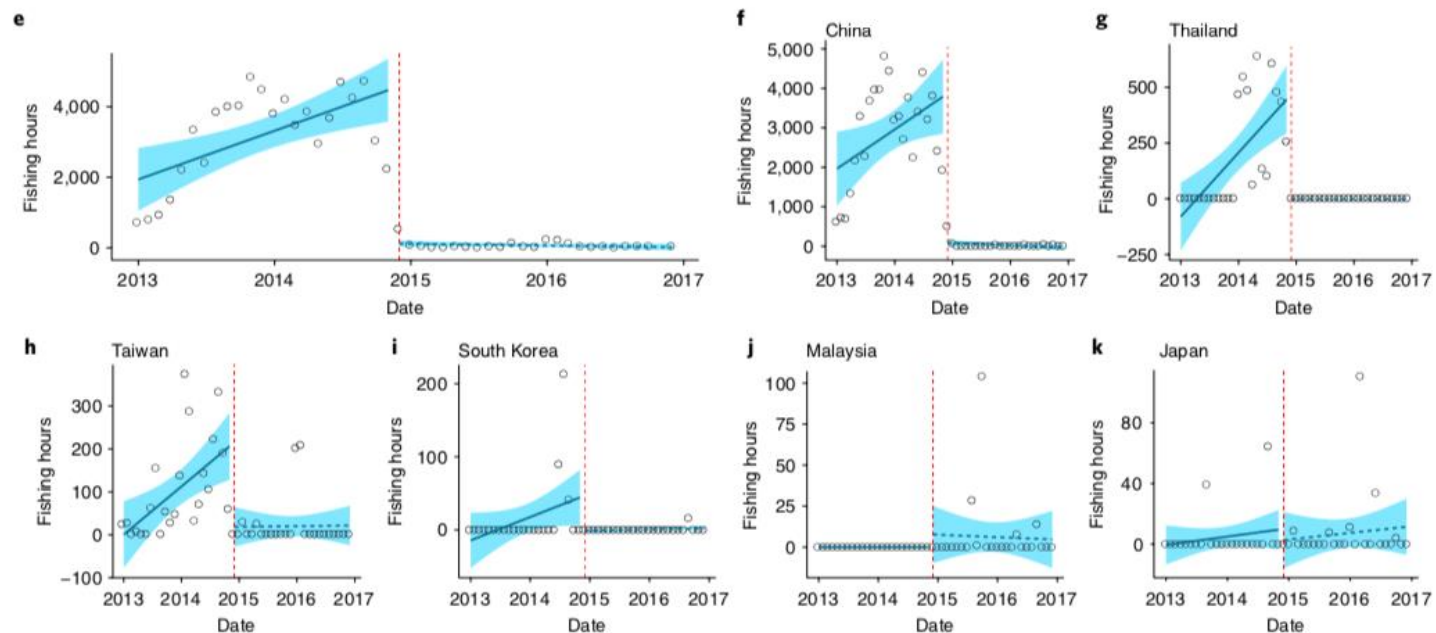 e
Fishing hours
4,000
2,000
0
2013 2014 2015 2016 2017
Date
f
China
Fishing hours
5,000
4,000
3,000
2,000
1,000
0
2013 2014 2015 2016 2017
Date
g
Thailand
Fishing hours
500
250
0
−250
2013 2014 2015 2016 2017
Date
h
Taiwan
Fishing hours
300
200
100
0
−100
2013 2014 2015 2016 2017
Date
i
South Korea
Fishing hours
200
100
0
2013 2014 2015 2016 2017
Date
j
Malaysia
Fishing hours
100
75
50
25
0
2013 2014 2015 2016 2017
Date
k
Japan
Fishing hours
80
40
0
2013 2014 2015 2016 2017
Date